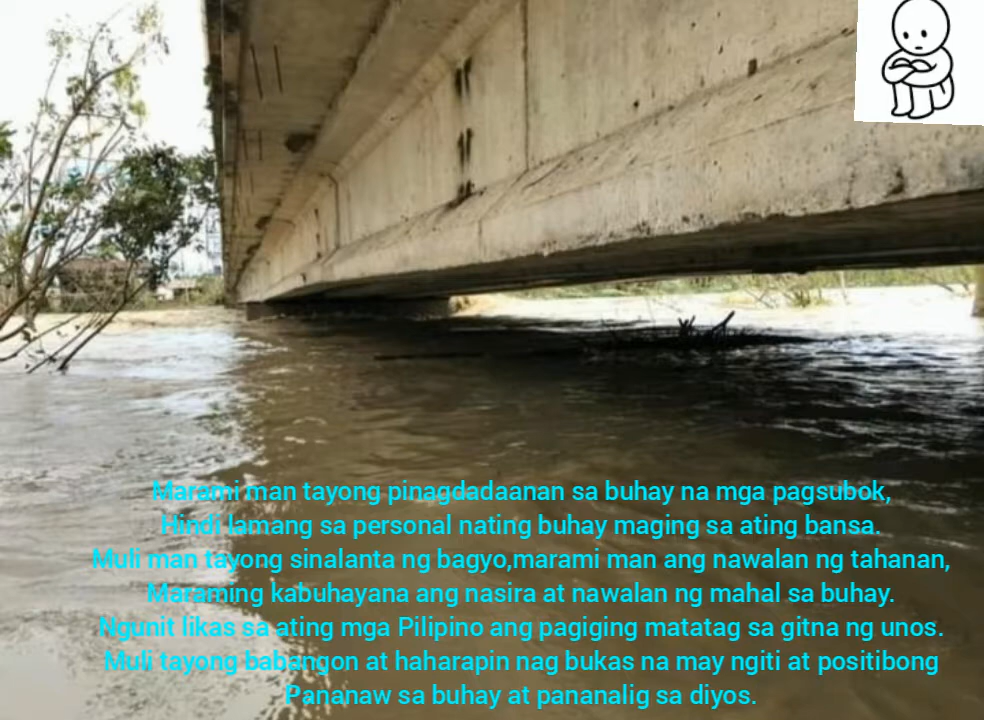 Marami man tayong pinagdadaanan sa buhay na mga pagsubok,
Hindi lamang sa personal nating buhay maging sa ating bansa.
Muli man tayong sinalanta ng bagyo,marami man ang nawalan ng tahanan,
Maraming kabuhayana ang nasira at nawalan ng mahal sa buhay.
Ngunit likas sa ating mga Pilipino ang pagiging matatag sa gitna ng unos.
Muli tayong babangon at haharapin nag bukas na may ngiti at positibong
Pananaw sa buhay at pananalig sa diyos.